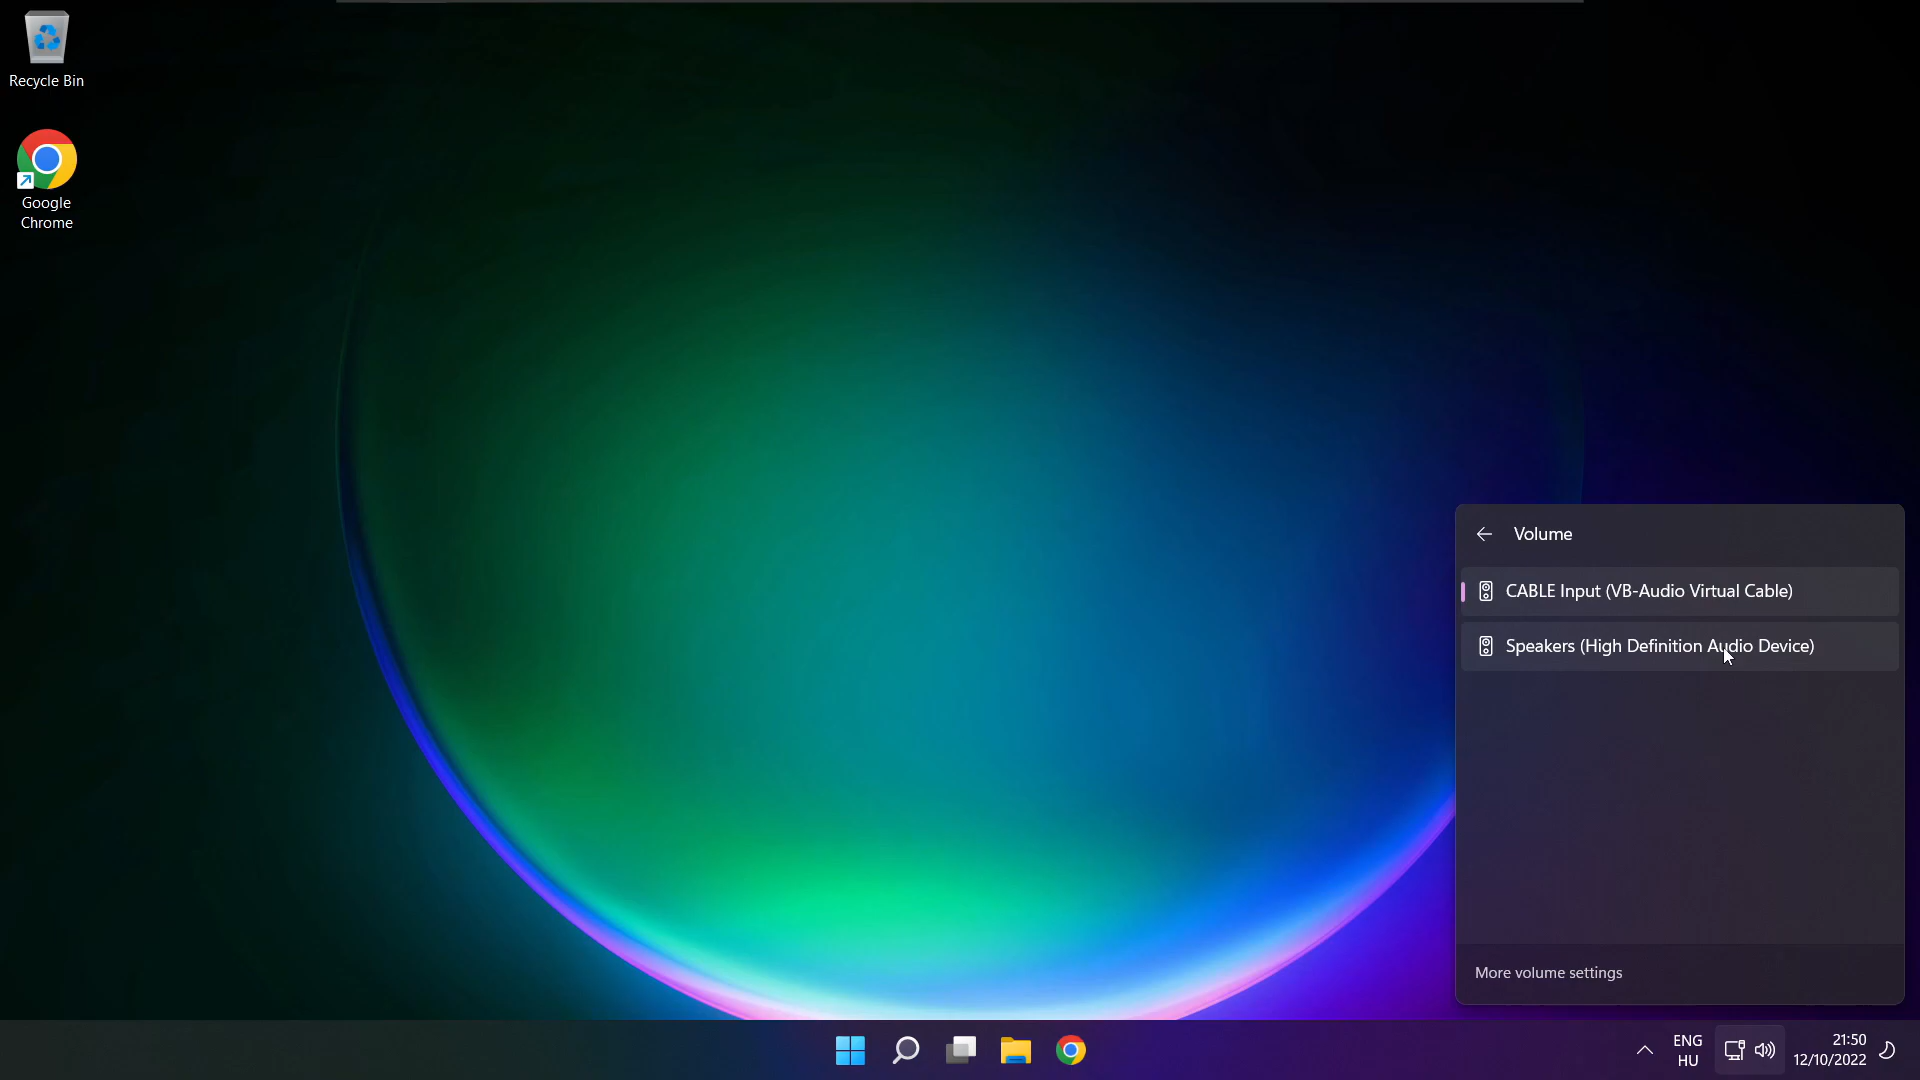 Recycle Bin
Google
Chrome
Volume
CABLE Input (VB-Audio Virtual Cable)
Speakers (High Definition Audio Device)
More volume settings
ENG
HU
21:50
12/10/2022